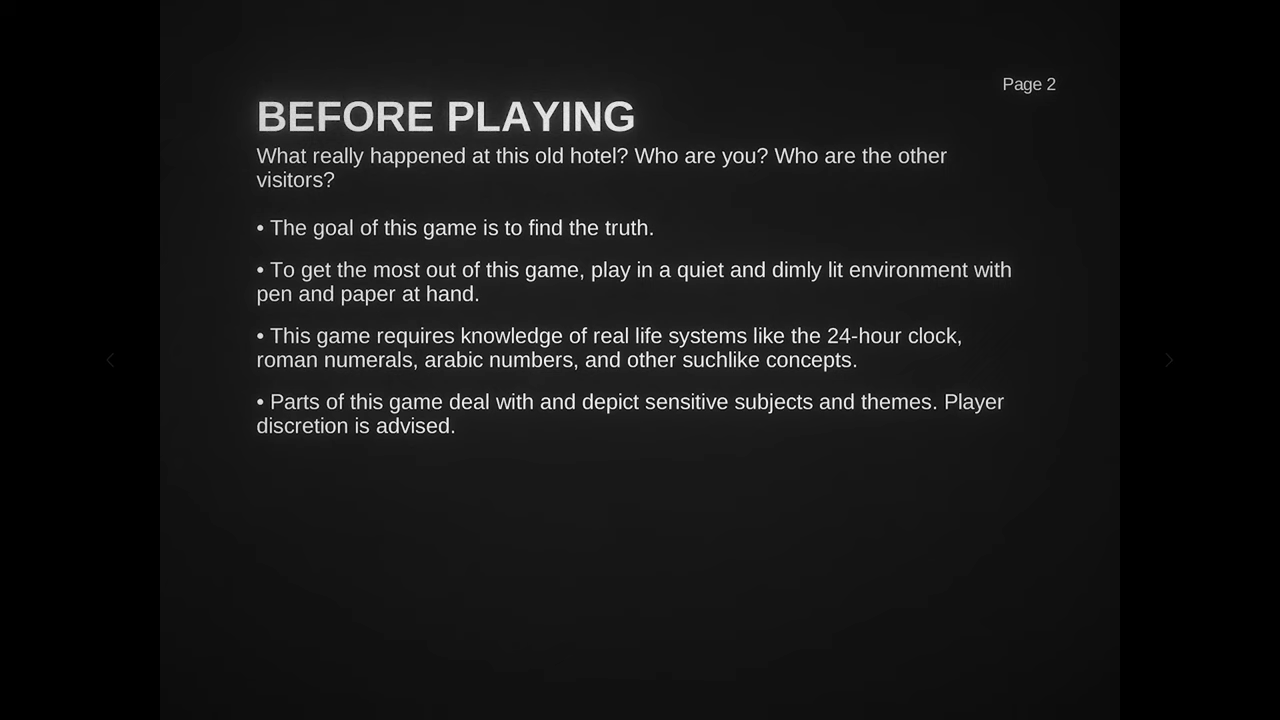 Page 2
BEFORE PLAYING
What really happened at this old hotel? Who are you? Who are the other
visitors?
• The goal of this game is to find the truth.
• To get the most out of this game, play in a quiet and dimly lit environment with
pen and paper at hand.
• This game requires knowledge of real life systems like the 24-hour clock,
roman numerals, arabic numbers, and other suchlike concepts.
• Parts of this game deal with and depict sensitive subjects and themes. Player
discretion is advised.